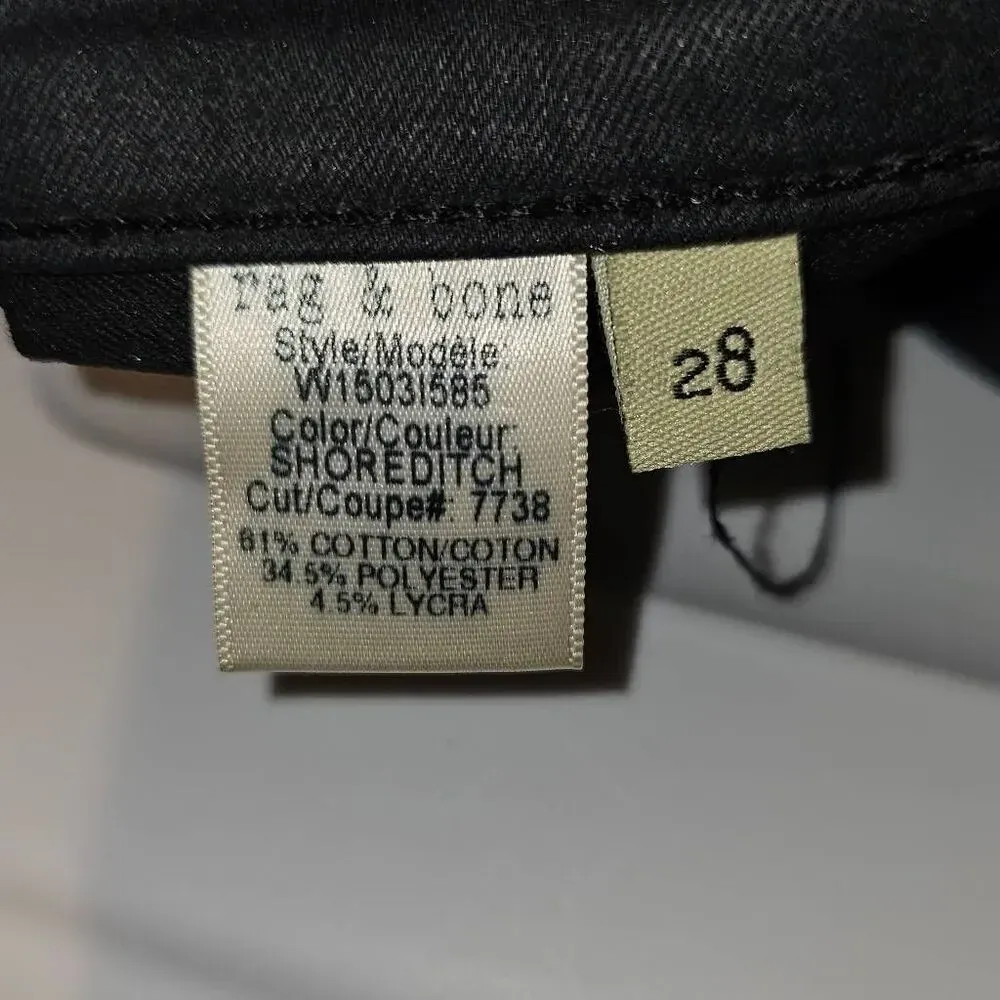 rag & bone
Style/Modèle:
W1503I585
Color/Couleur:
SHOREDITCH
Cut/Coupe#: 7738
61% COTTON/COTON
34.5% POLYESTER
4.5% LYCRA
28